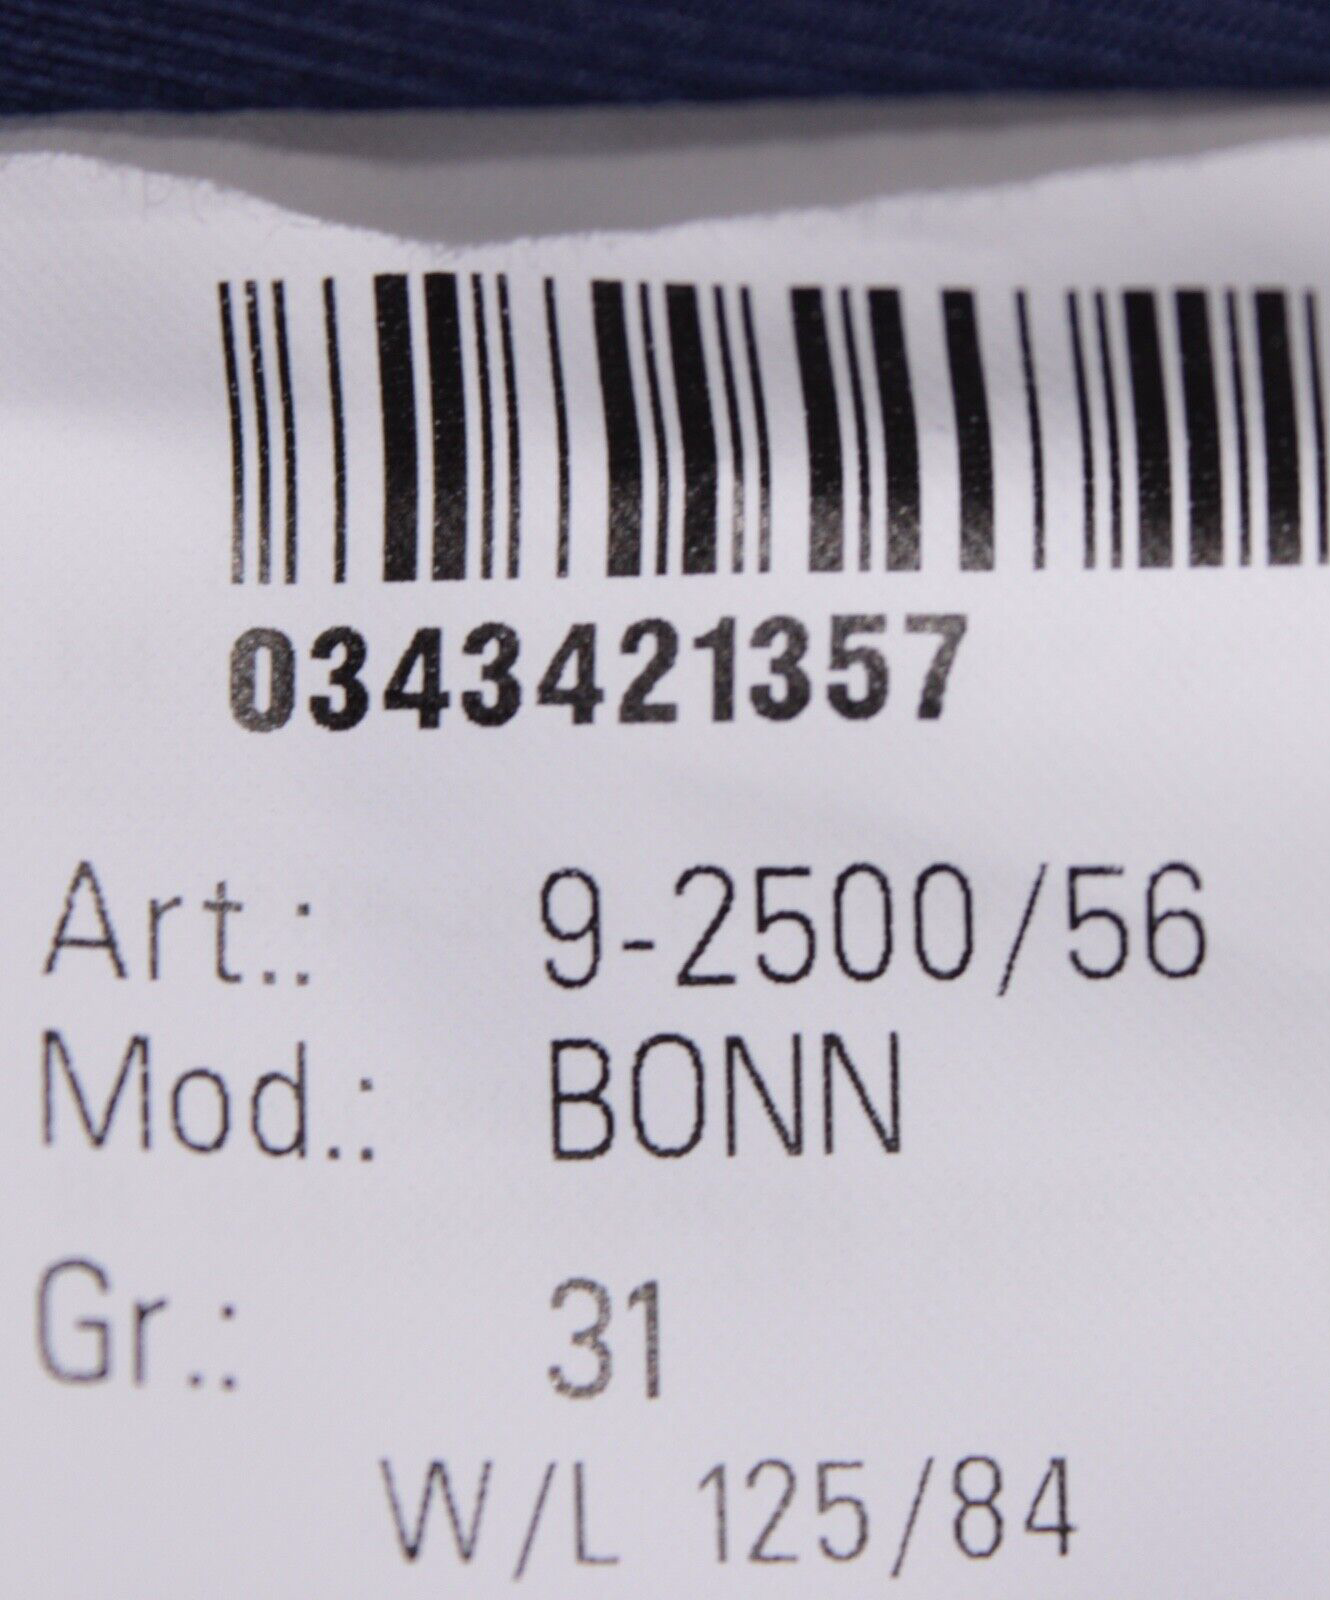 0343421357
Art.: 9-2500/56
Mod.: BONN
Gr.: 31
W/L 125/84